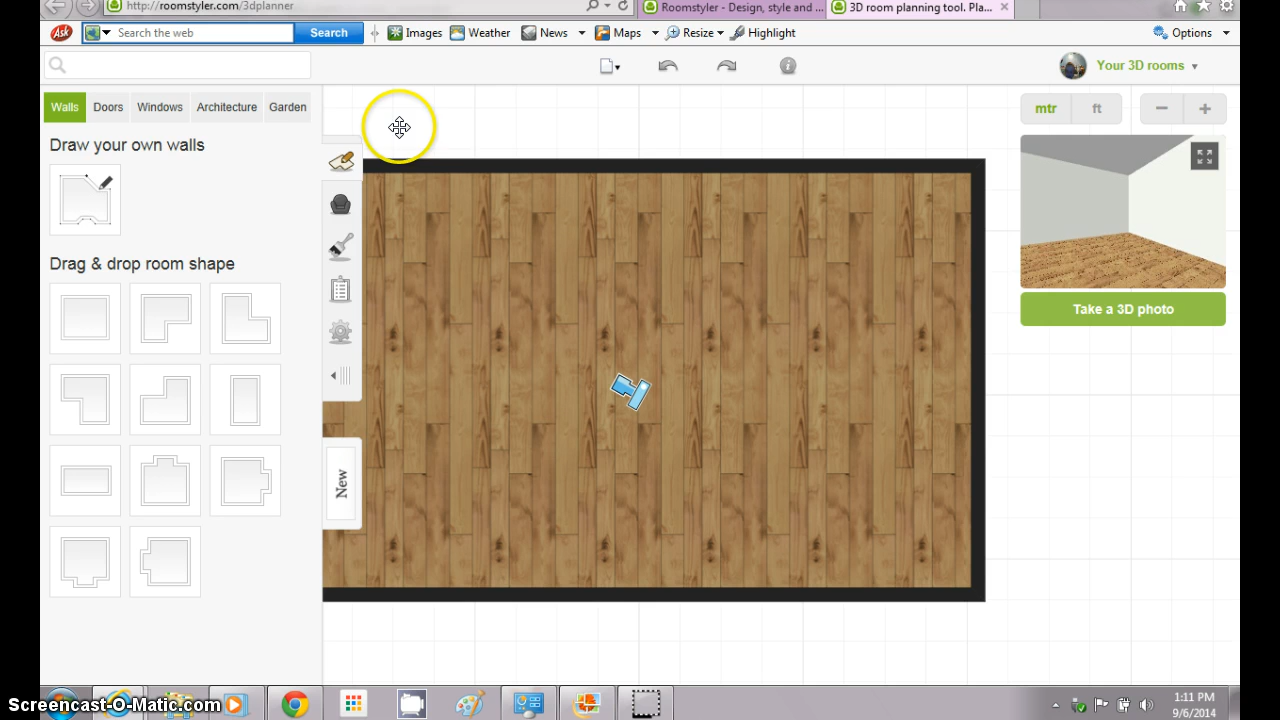 http://roomstyler.com/3dplanner
Roomstyler - Design, style and ...
3D room planning tool. Pla...
Ask
Search the web
Search
Images
Weather
News
Maps
Resize
Highlight
Options
Your 3D rooms
Walls
Doors
Windows
Architecture
Garden
mtr
ft
Draw your own walls
Drag & drop room shape
New
Take a 3D photo
Screencast-O-Matic.com
1:11 PM
9/6/2014